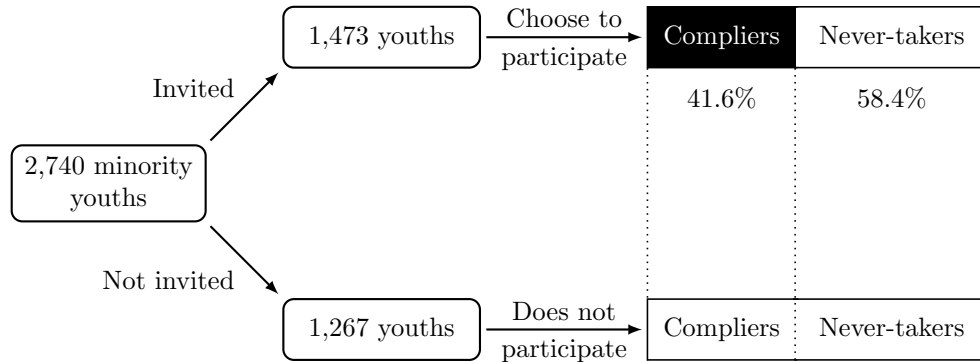 1,473 youths
Choose to
participate
Compliers
Never-takers
Invited
41.6%
58.4%
2,740 minority
youths
Not invited
1,267 youths
Does not
participate
Compliers
Never-takers